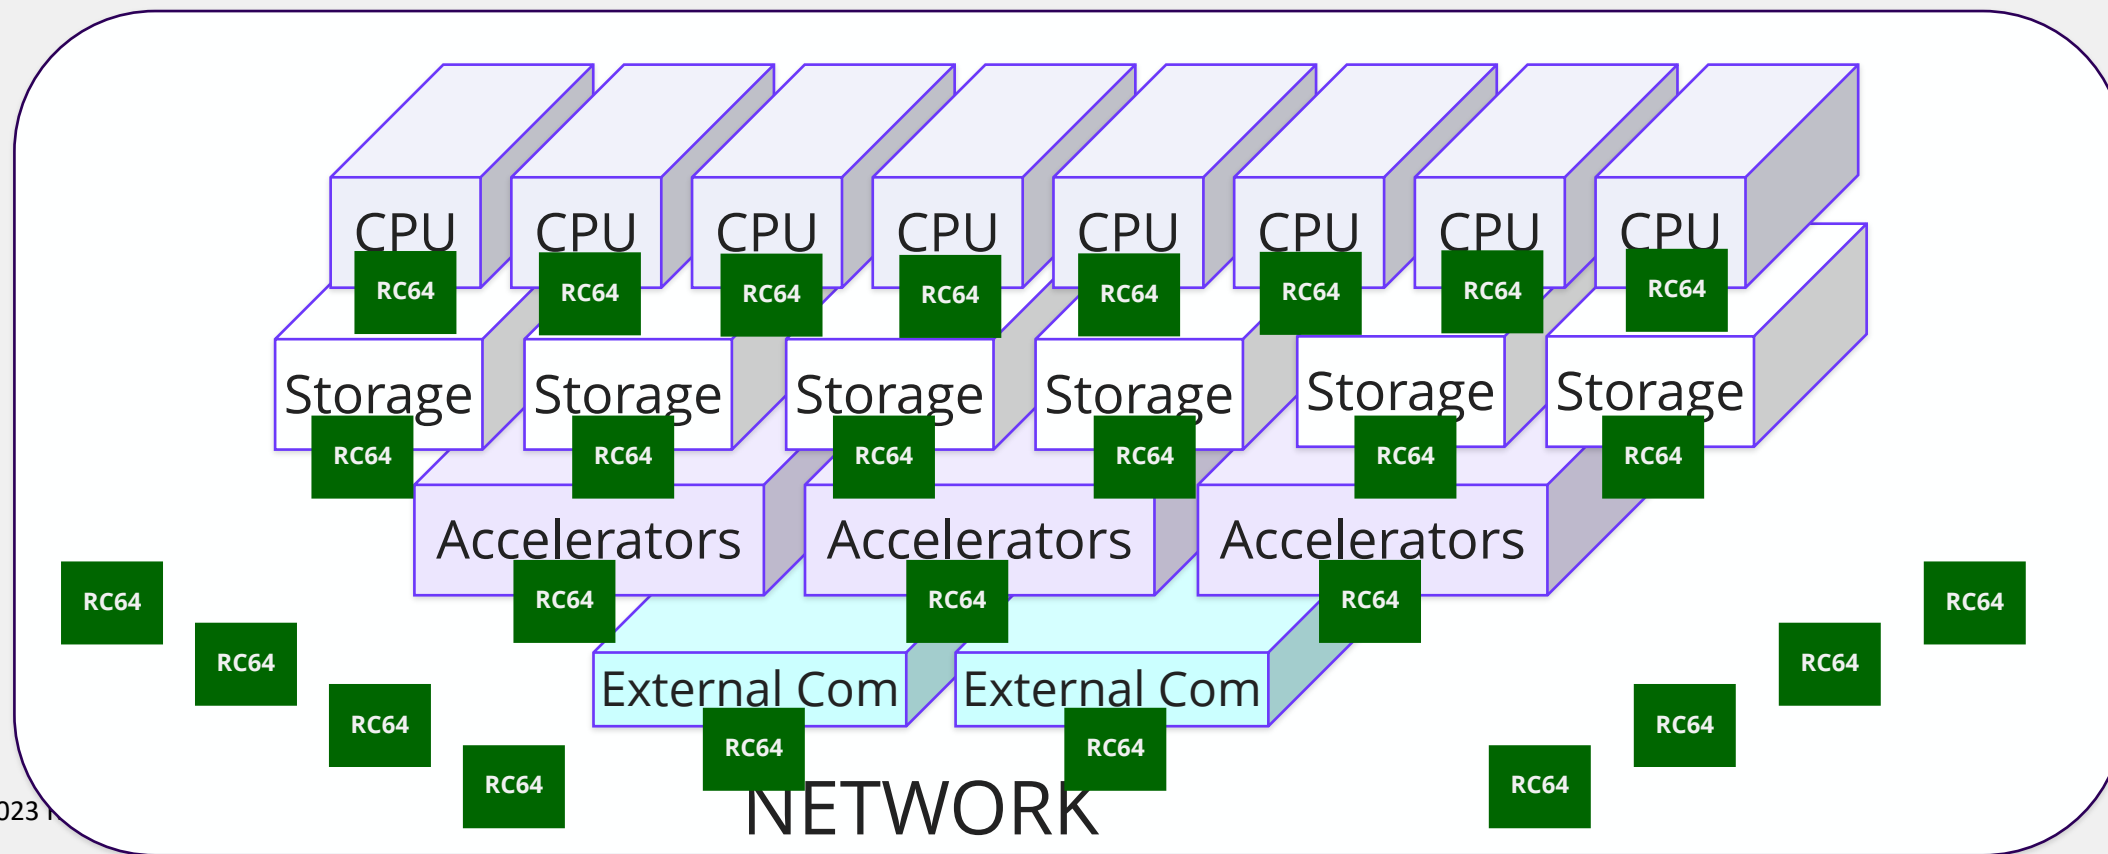 CPU CPU CPU CPU CPU CPU CPU CPU
RC64 RC64 RC64 RC64 RC64 RC64 RC64 RC64
Storage Storage Storage Storage Storage Storage
RC64 RC64 RC64 RC64 RC64 RC64
Accelerators Accelerators Accelerators
RC64 RC64 RC64 RC64 RC64
RC64 RC64
External Com External Com
RC64 RC64
RC64 RC64
RC64 RC64
NETWORK
023